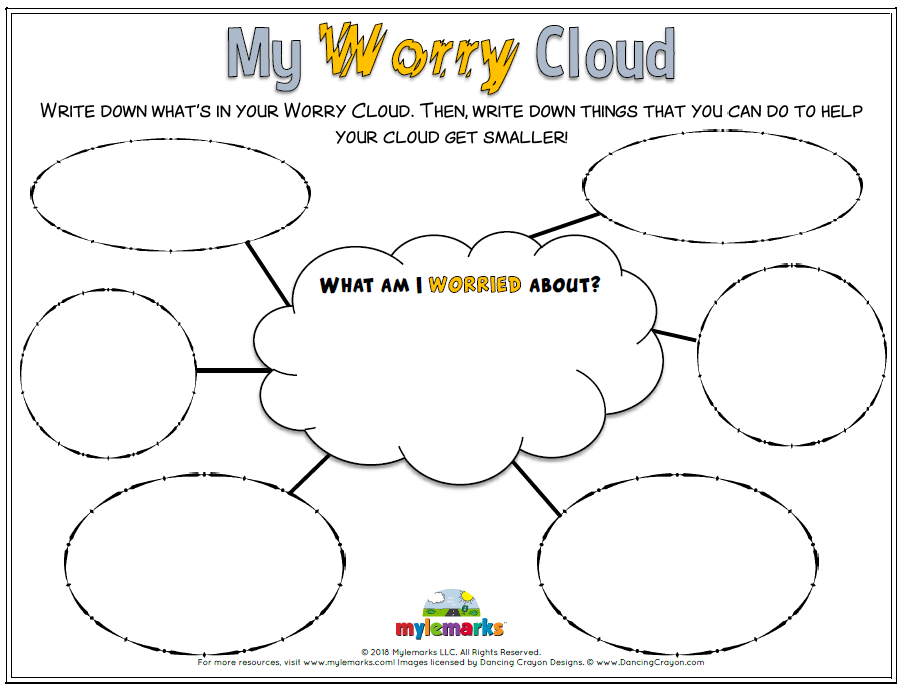 My Worry Cloud
WRITE DOWN WHAT'S IN YOUR WORRY CLOUD. THEN, WRITE DOWN THINGS THAT YOU CAN DO TO HELP
YOUR CLOUD GET SMALLER!
WHAT AM I WORRIED ABOUT?
mylemarks™
© 2018 Mylemarks LLC. All Rights Reserved.
For more resources, visit www.mylemarks.com| Images licensed by Dancing Crayon Designs. © www.DancingCrayon.com